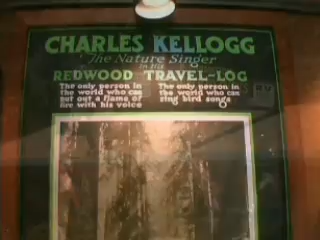 CHARLES KELLOGG
The Nature Singer
in His
REDWOOD TRAVEL-LOG
The only person in
the world who can
put out a flame of
fire with his voice
The only person in
the world who can
sing bird songs